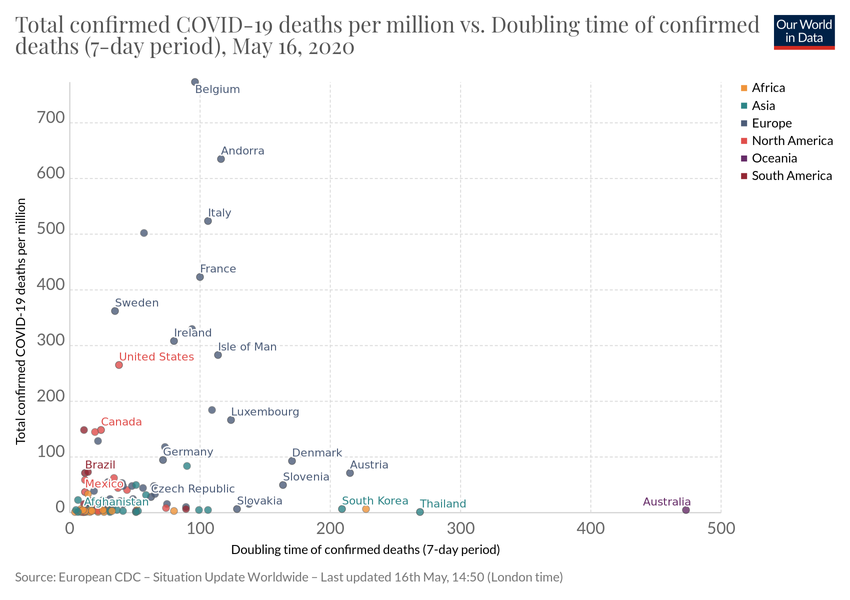 Total confirmed COVID-19 deaths per million vs. Doubling time of confirmed
deaths (7-day period), May 16, 2020
Our World
in Data
Africa
Asia
Europe
North America
Oceania
South America
Total confirmed COVID-19 deaths per million
700
600
500
400
300
200
100
0
Belgium
Andorra
Italy
France
Sweden
Ireland
Isle of Man
United States
Luxembourg
Canada
Germany
Denmark
Brazil
Austria
Slovenia
Mexico
Czech Republic
Afghanistan
Slovakia
South Korea
Thailand
Australia
0
100
200
300
400
500
Doubling time of confirmed deaths (7-day period)
Source: European CDC – Situation Update Worldwide – Last updated 16th May, 14:50 (London time)